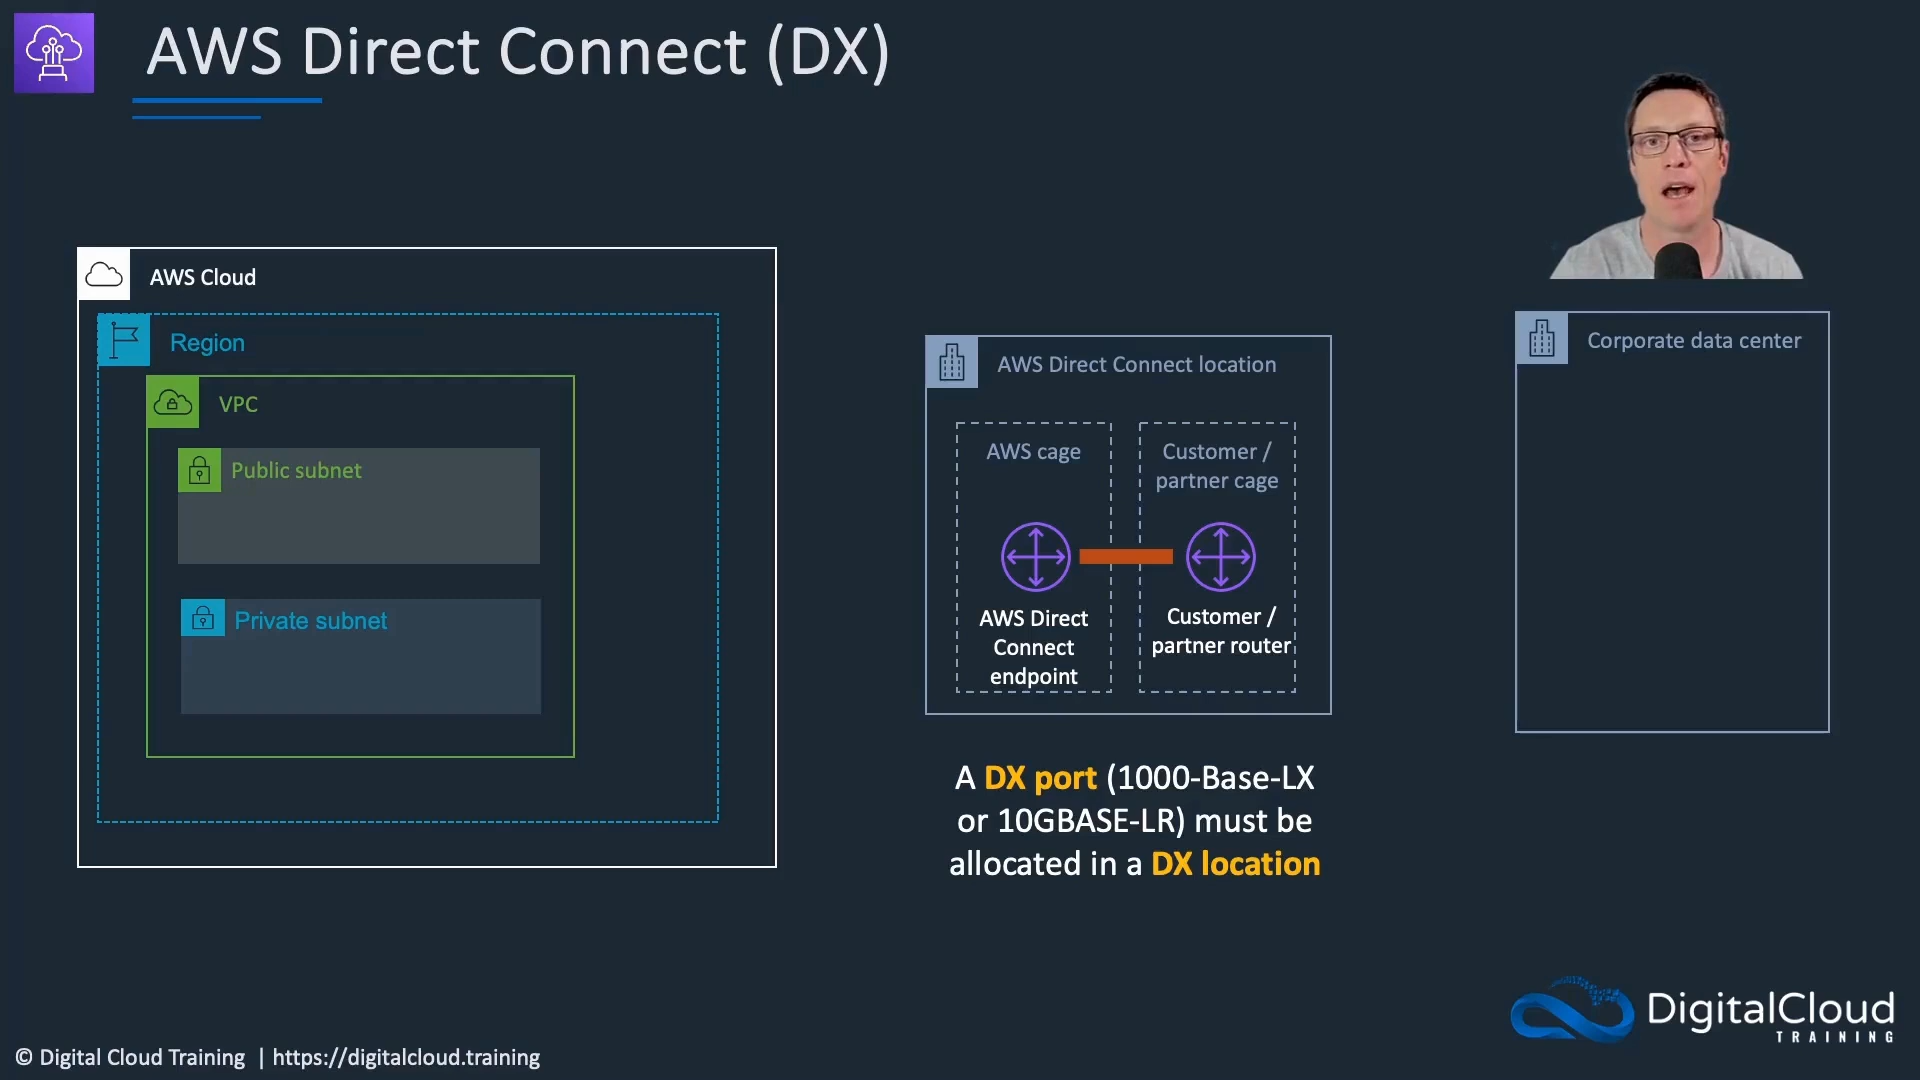 AWS Direct Connect (DX)
AWS Cloud
Region
VPC
Public subnet
Private subnet
AWS Direct Connect location
AWS cage
Customer /
partner cage
AWS Direct
Connect
endpoint
Customer /
partner router
A DX port (1000-Base-LX
or 10GBASE-LR) must be
allocated in a DX location
Corporate data center
DigitalCloud
TRAINING
© Digital Cloud Training | https://digitalcloud.training